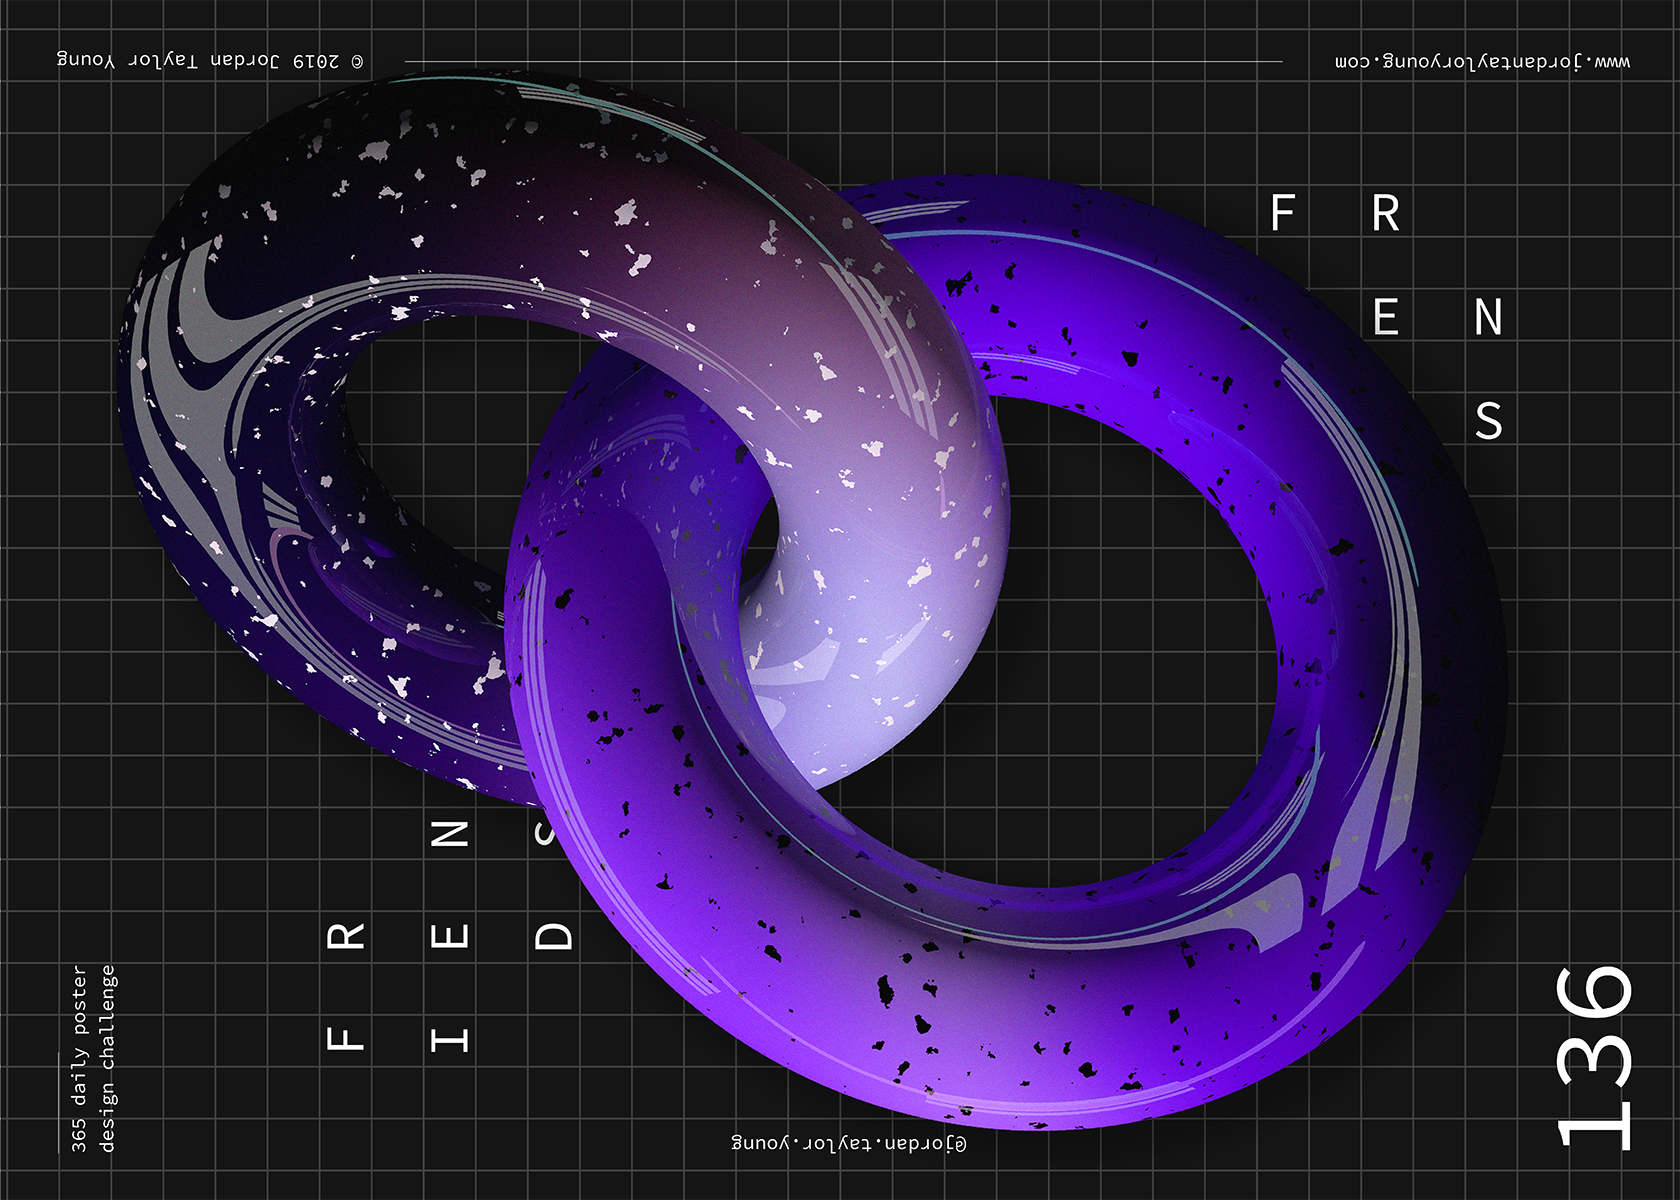 © 2019 Jordan Taylor Young
www.jordantayloryoung.com
F R
E N
S
F R
I E N
D S
365 daily poster
design challenge
@jordan.taylor.young
136